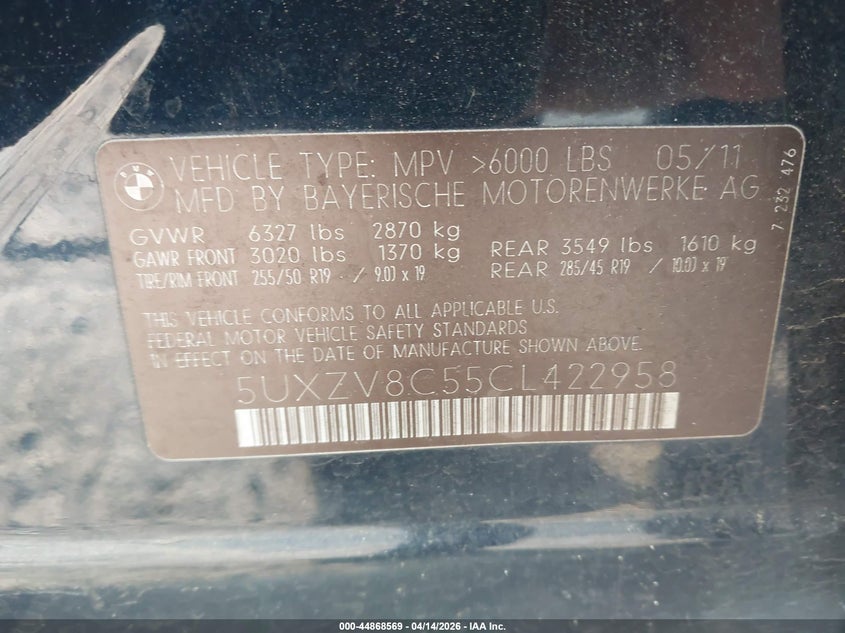 VEHICLE TYPE: MPV >6000 LBS 05/11
MFD BY BAYERISCHE MOTORENWERKE AG
GVWR 6327 lbs 2870 kg
GAWR FRONT 3020 lbs 1370 kg REAR 3549 lbs 1610 kg
TIRE/RIM FRONT 255/50 R19 / 9.0J x 19 REAR 285/45 R19 / 10.0J x 19
THIS VEHICLE CONFORMS TO ALL APPLICABLE U.S.
FEDERAL MOTOR VEHICLE SAFETY STANDARDS
IN EFFECT ON DATE OF MANUFACTURE SHOWN ABOVE.
5UXZV8C55CL422958
7 232 476
000-44868569 - 04/14/2026 - IAA Inc.